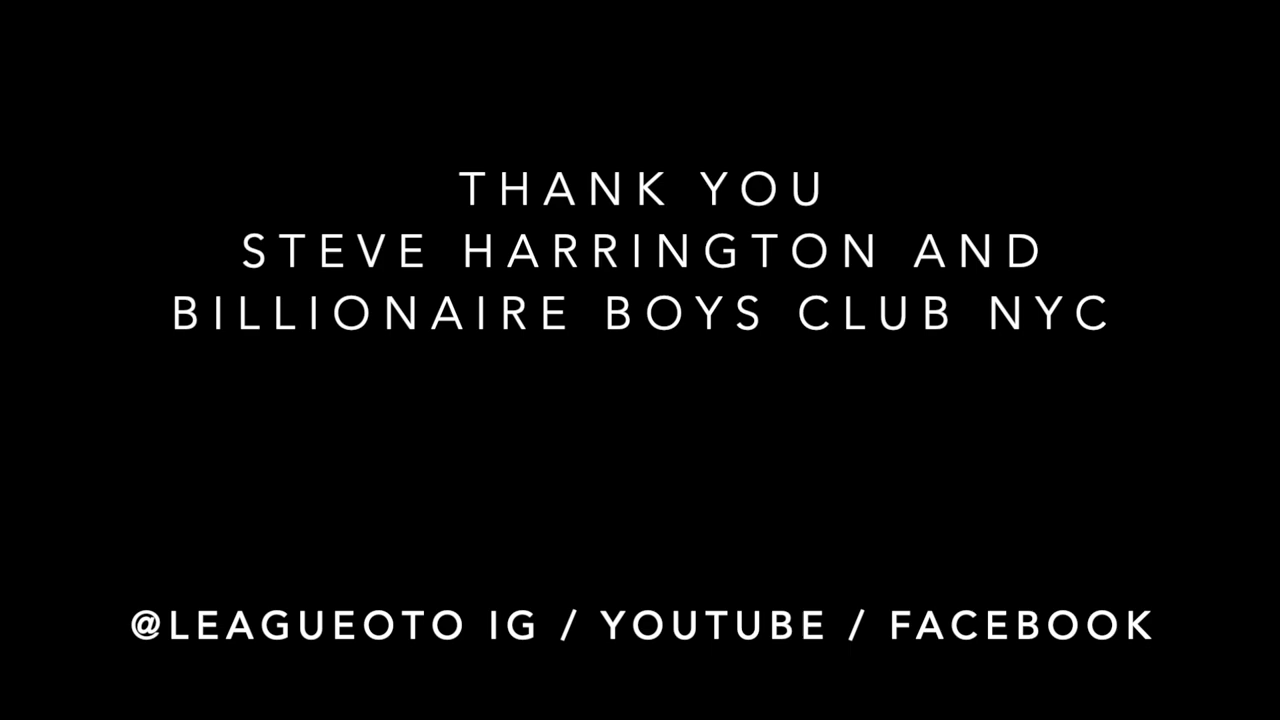 THANK YOU
STEVE HARRINGTON AND
BILLIONAIRE BOYS CLUB NYC
@LEAGUEOTO IG / YOUTUBE / FACEBOOK